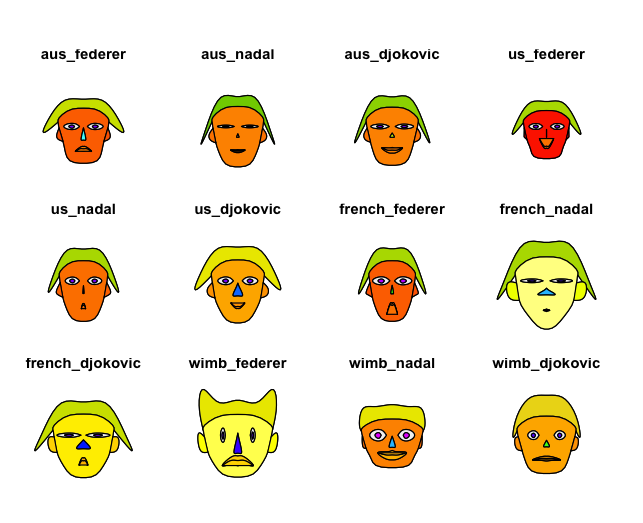 aus_federer aus_nadal aus_djokovic us_federer
us_nadal us_djokovic french_federer french_nadal
french_djokovic wimb_federer wimb_nadal wimb_djokovic